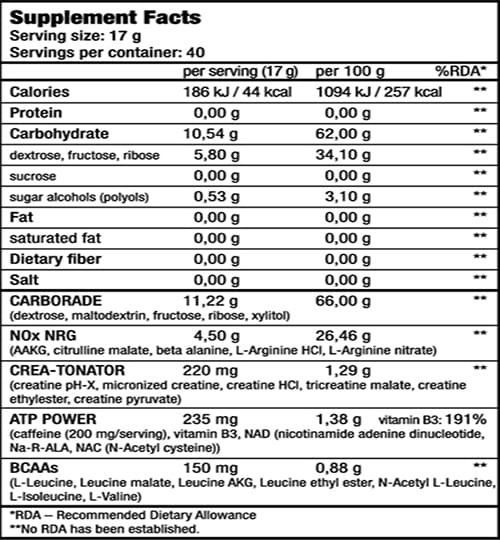 Supplement Facts
Serving size: 17 g
Servings per container: 40
per serving (17 g) per 100 g %RDA*
Calories 186 kJ / 44 kcal 1094 kJ / 257 kcal **
Protein 0,00 g 0,00 g **
Carbohydrate 10,54 g 62,00 g **
dextrose, fructose, ribose 5,80 g 34,10 g **
sucrose 0,00 g 0,00 g **
sugar alcohols (polyols) 0,53 g 3,10 g **
Fat 0,00 g 0,00 g **
saturated fat 0,00 g 0,00 g **
Dietary fiber 0,00 g 0,00 g **
Salt 0,00 g 0,00 g **
CARBORADE 11,22 g 66,00 g **
(dextrose, maltodextrin, fructose, ribose, xylitol)
NOx NRG 4,50 g 26,46 g **
(AAKG, citrulline malate, beta alanine, L-Arginine HCl, L-Arginine nitrate)
CREA-TONATOR 220 mg 1,29 g **
(creatine pH-X, micronized creatine, creatine HCl, tricreatine malate, creatine
ethylester, creatine pyruvate)
ATP POWER 235 mg 1,38 g vitamin B3: 191%
(caffeine (200 mg/serving), vitamin B3, NAD (nicotinamide adenine dinucleotide,
Na-R-ALA, NAC (N-Acetyl cysteine))
BCAAs 150 mg 0,88 g **
(L-Leucine, Leucine malate, Leucine AKG, Leucine ethyl ester, N-Acetyl L-Leucine,
L-Isoleucine, L-Valine)
*RDA – Recommended Dietary Allowance
**No RDA has been established.